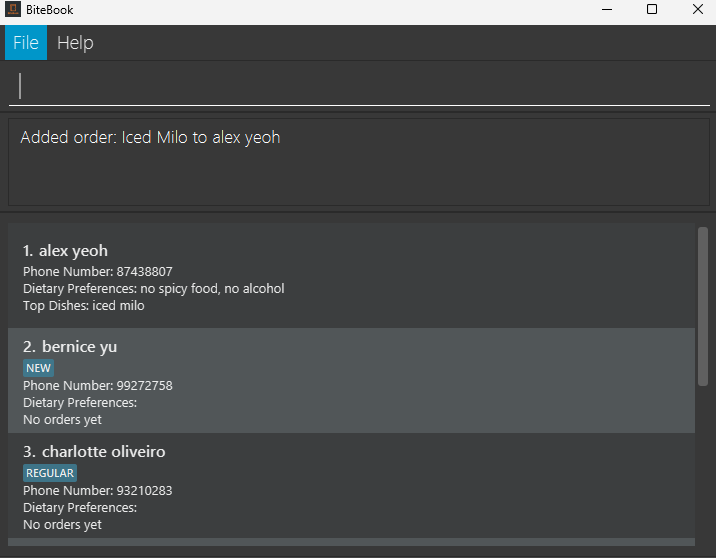 BiteBook
File Help
Added order: Iced Milo to alex yeoh
1. alex yeoh
Phone Number: 87438807
Dietary Preferences: no spicy food, no alcohol
Top Dishes: iced milo
2. bernice yu
NEW
Phone Number: 99272758
Dietary Preferences:
No orders yet
3. charlotte oliveiro
REGULAR
Phone Number: 93210283
Dietary Preferences:
No orders yet